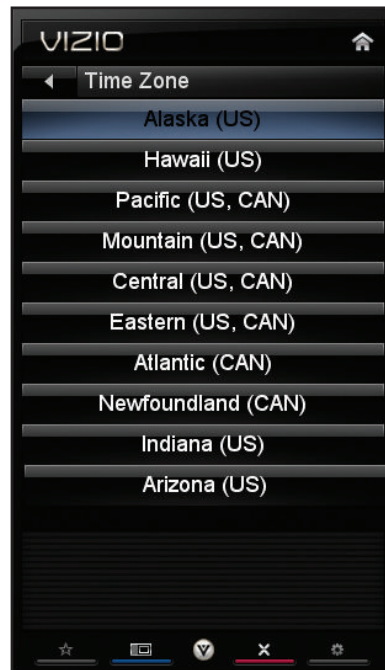 VIZIO
Time Zone
Alaska (US)
Hawaii (US)
Pacific (US, CAN)
Mountain (US, CAN)
Central (US, CAN)
Eastern (US, CAN)
Atlantic (CAN)
Newfoundland (CAN)
Indiana (US)
Arizona (US)
V